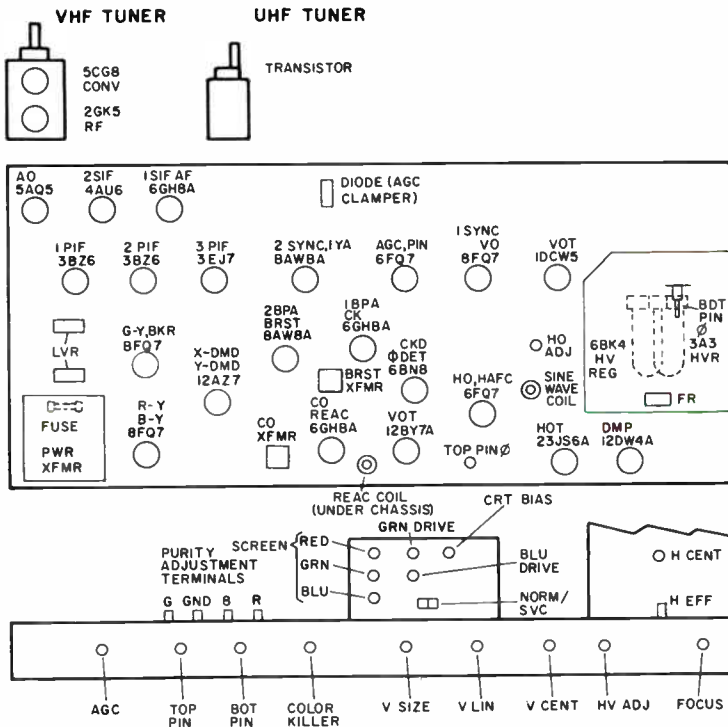 VHF TUNER
UHF TUNER
5CG8
CONV
2GK5
RF
TRANSISTOR
AO
5AQ5
2SIF
4AU6
1SIF AF
6GH8A
DIODE (AGC
CLAMPER)
1 PIF
3BZ6
2 PIF
3BZ6
3 PIF
3EJ7
2 SYNC, 1YA
8AW8A
AGC, PIN
6FQ7
1 SYNC
VO
8FQ7
VOT
1DCW5
LVR
G-Y, BKR
8FQ7
X-DMD
Y-DMD
12AZ7
2BPA
BRST
8AW8A
1BPA
CK
6GH8A
CKD
ΦDET
6BN8
BRST
XFMR
HO
ADJ
SINE
WAVE
COIL
6BK4
HV
REG
BDT
PIN
Ø
3A3
HVR
FR
FUSE
PWR
XFMR
R-Y
B-Y
8FQ7
CO
XFMR
CO
REAC
6GH8A
VOT
12BY7A
HO, HAFC
6FQ7
TOP PIN Ø
HOT
23JS6A
DMP
12DW4A
REAC COIL
(UNDER CHASSIS)
CRT BIAS
GRN DRIVE
SCREEN
RED
GRN
BLU
BLU
DRIVE
NORM/
SVC
PURITY
ADJUSTMENT
TERMINALS
G GND B R
H CENT
H EFF
AGC
TOP
PIN
BOT
PIN
COLOR
KILLER
V SIZE
V LIN
V CENT
HV ADJ
FOCUS